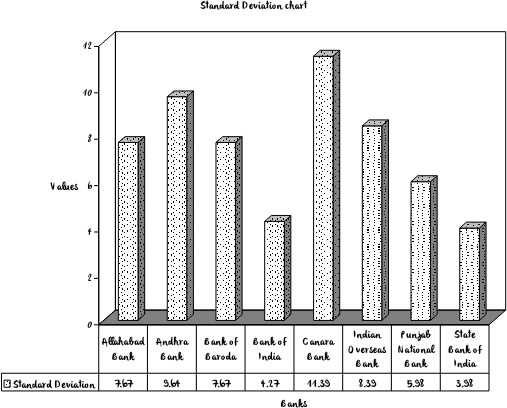 Standard Deviation chart
12
10
8
Values 6
4
2
0
Allahabad Bank
Andhra Bank
Bank of Baroda
Bank of India
Canara Bank
Indian Overseas Bank
Punjab National Bank
State Bank of India
Standard Deviation 7.67 9.64 7.67 4.27 11.39 8.39 5.98 3.98
Banks